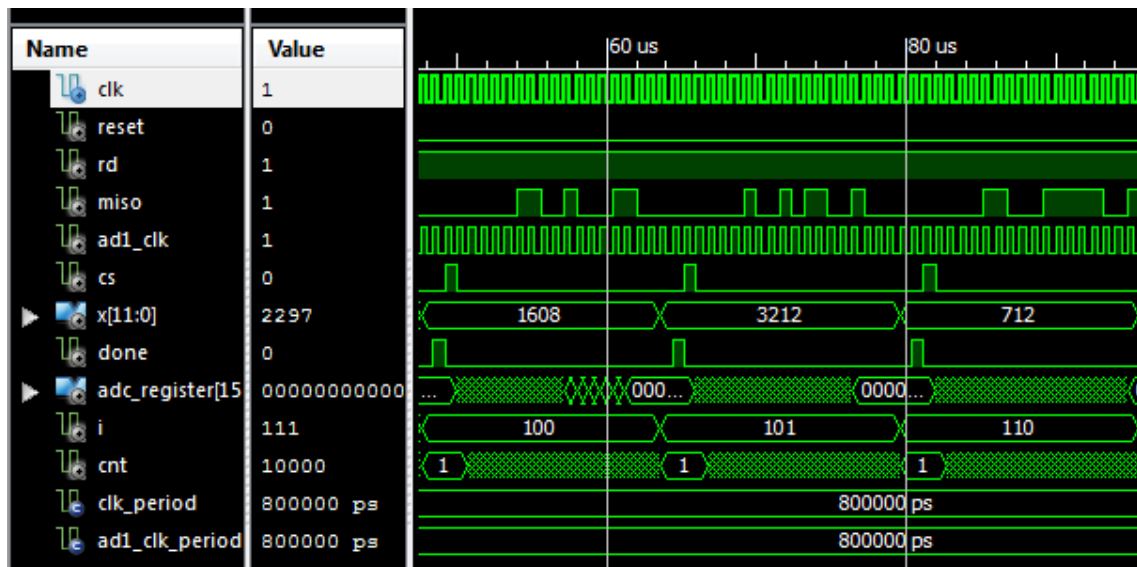 Name Value 60 us 80 us
clk 1
reset 0
rd 1
miso 1
ad1_clk 1
cs 0
x[11:0] 2297 1608 3212 712
done 0
adc_register[15 00000000000 ... 000... 0000...
i 111 100 101 110
cnt 10000 1 1 1
clk_period 800000 ps 800000 ps
ad1_clk_period 800000 ps 800000 ps